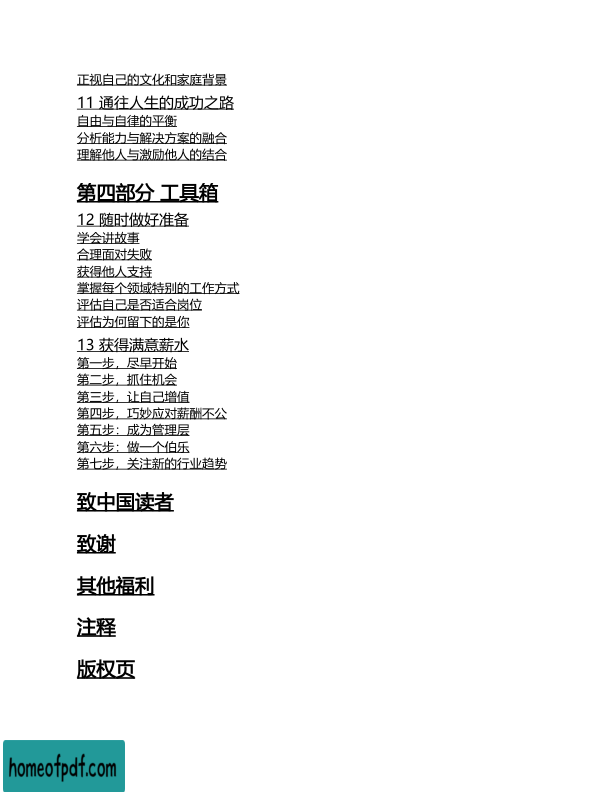 正视自己的文化和家庭背景
11 通往人生的成功之路
自由与自律的平衡
分析能力与解决方案的融合
理解他人与激励他人的结合
第四部分 工具箱
12 随时做好准备
学会讲故事
合理面对失败
获得他人支持
掌握每个领域特别的工作方式
评估自己是否适合岗位
评估为何留下的是你
13 获得满意薪水
第一步，尽早开始
第二步，抓住机会
第三步，让自己增值
第四步，巧妙应对薪酬不公
第五步：成为管理层
第六步：做一个伯乐
第七步，关注新的行业趋势
致中国读者
致谢
其他福利
注释
版权页
homeofpdf.com